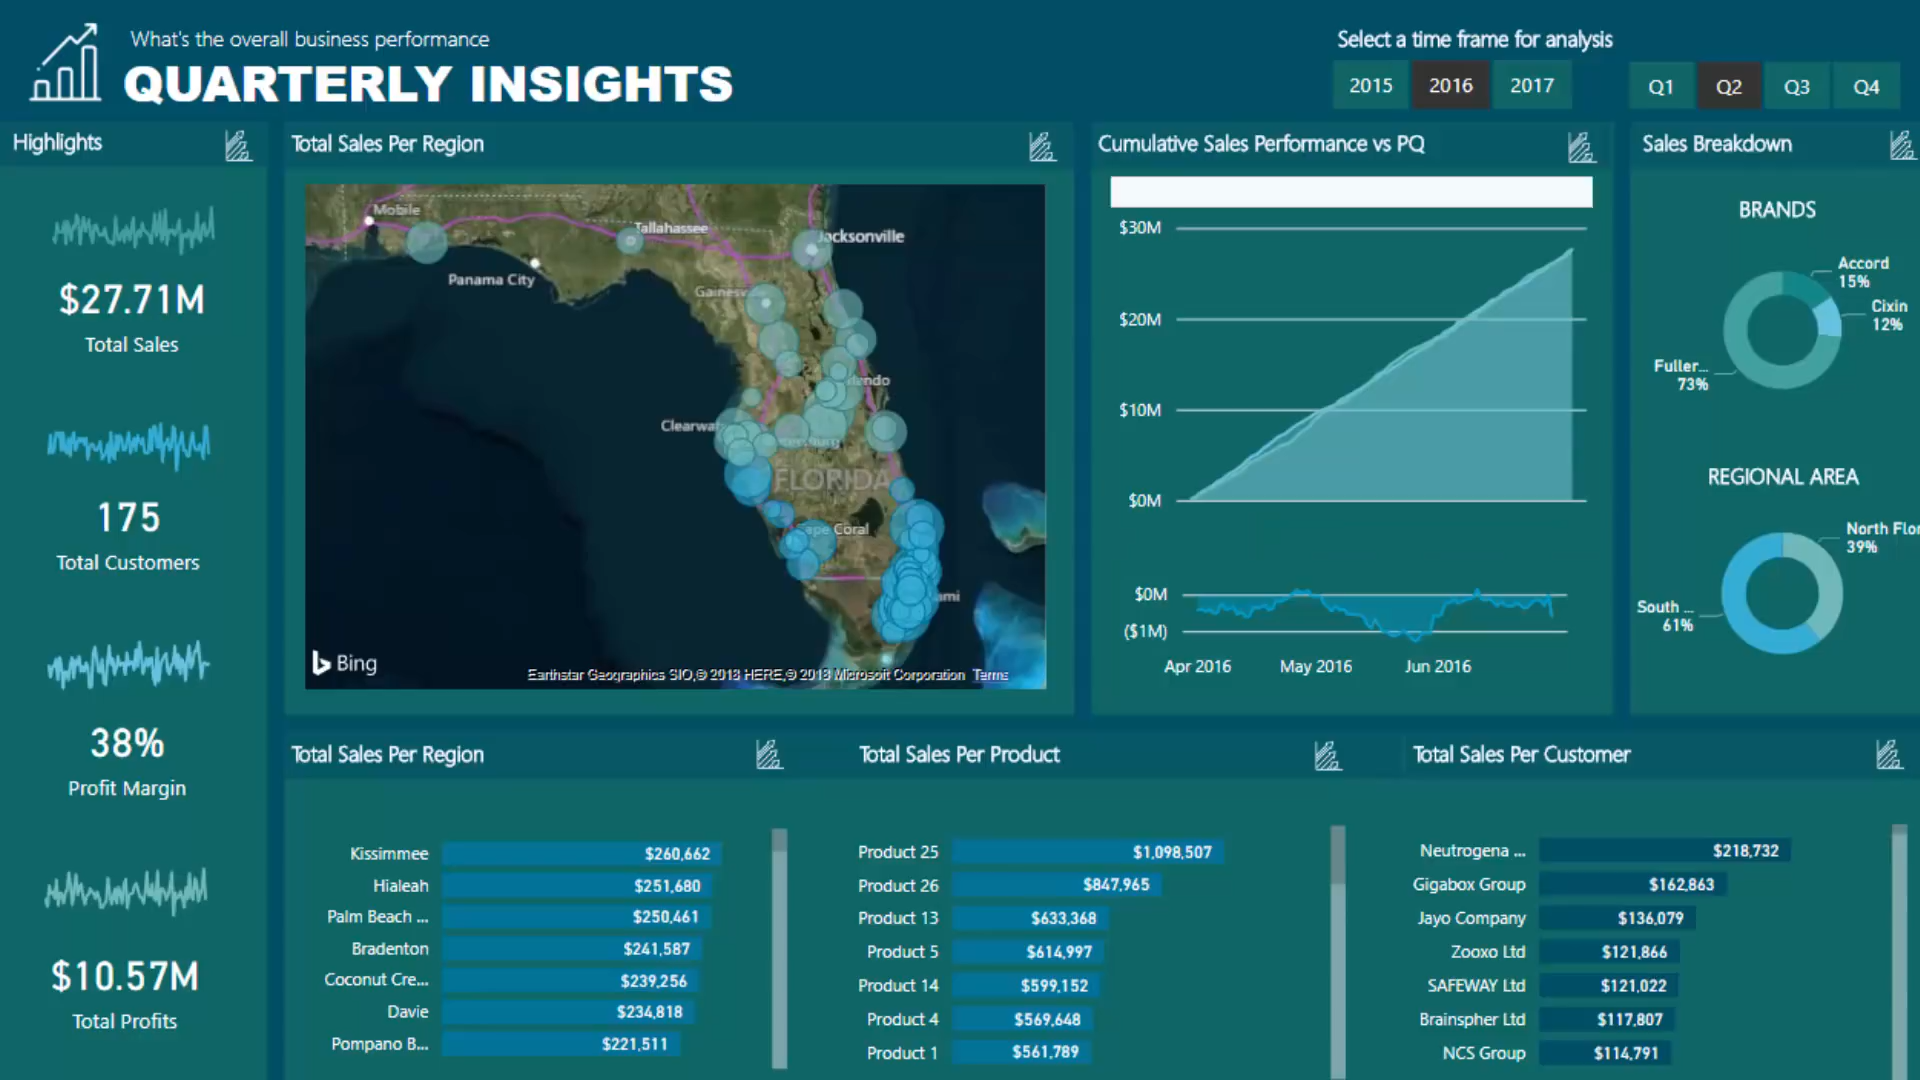 What's the overall business performance
QUARTERLY INSIGHTS
Select a time frame for analysis
2015 2016 2017 Q1 Q2 Q3 Q4
Highlights
$27.71M
Total Sales
175
Total Customers
38%
Profit Margin
$10.57M
Total Profits
Total Sales Per Region
Mobile
Tallahassee
Jacksonville
Panama City
FLORIDA
Cape Coral
Bing
Earthstar Geographics SIO,© 2018 HERE,© 2018 Microsoft Corporation Terms
Cumulative Sales Performance vs PQ
$30M
$20M
$10M
$0M
$0M
($1M)
Apr 2016 May 2016 Jun 2016
Sales Breakdown
BRANDS
Accord
15%
Cixin
12%
Fuller...
73%
REGIONAL AREA
North Flor
39%
South ...
61%
Total Sales Per Region
Kissimmee $260,662
Hialeah $251,680
Palm Beach ... $250,461
Bradenton $241,587
Coconut Cre... $239,256
Davie $234,818
Pompano B... $221,511
Total Sales Per Product
Product 25 $1,098,507
Product 26 $847,965
Product 13 $633,368
Product 5 $614,997
Product 14 $599,152
Product 4 $569,648
Product 1 $561,789
Total Sales Per Customer
Neutrogena ... $218,732
Gigabox Group $162,863
Jayo Company $136,079
Zooxo Ltd $121,866
SAFEWAY Ltd $121,022
Brainspher Ltd $117,807
NCS Group $114,791